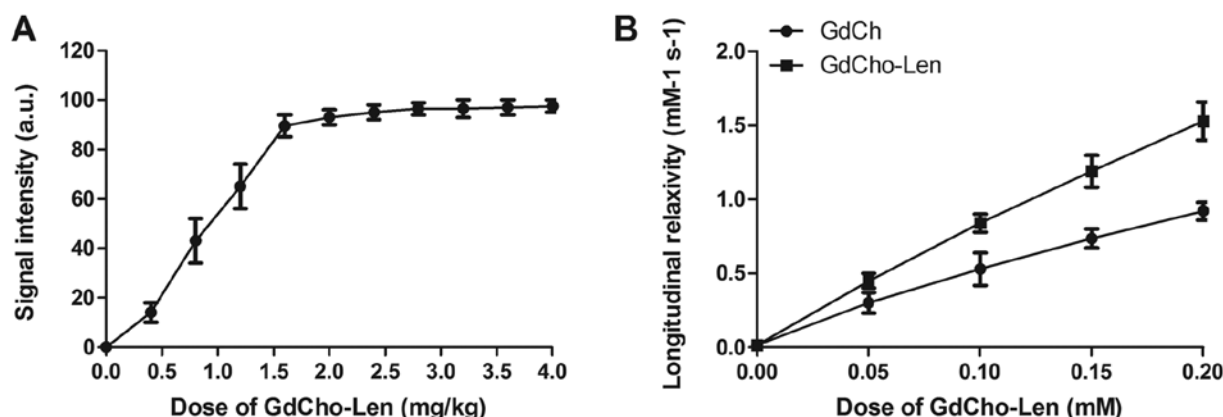 A
Signal intensity (a.u.)
120
100
80
60
40
20
0
0.0 0.5 1.0 1.5 2.0 2.5 3.0 3.5 4.0
Dose of GdCho-Len (mg/kg)
B
GdCh
GdCho-Len
Longitudinal relaxivity (mM-1 s-1)
2.0
1.5
1.0
0.5
0.0
0.00 0.05 0.10 0.15 0.20
Dose of GdCho-Len (mM)